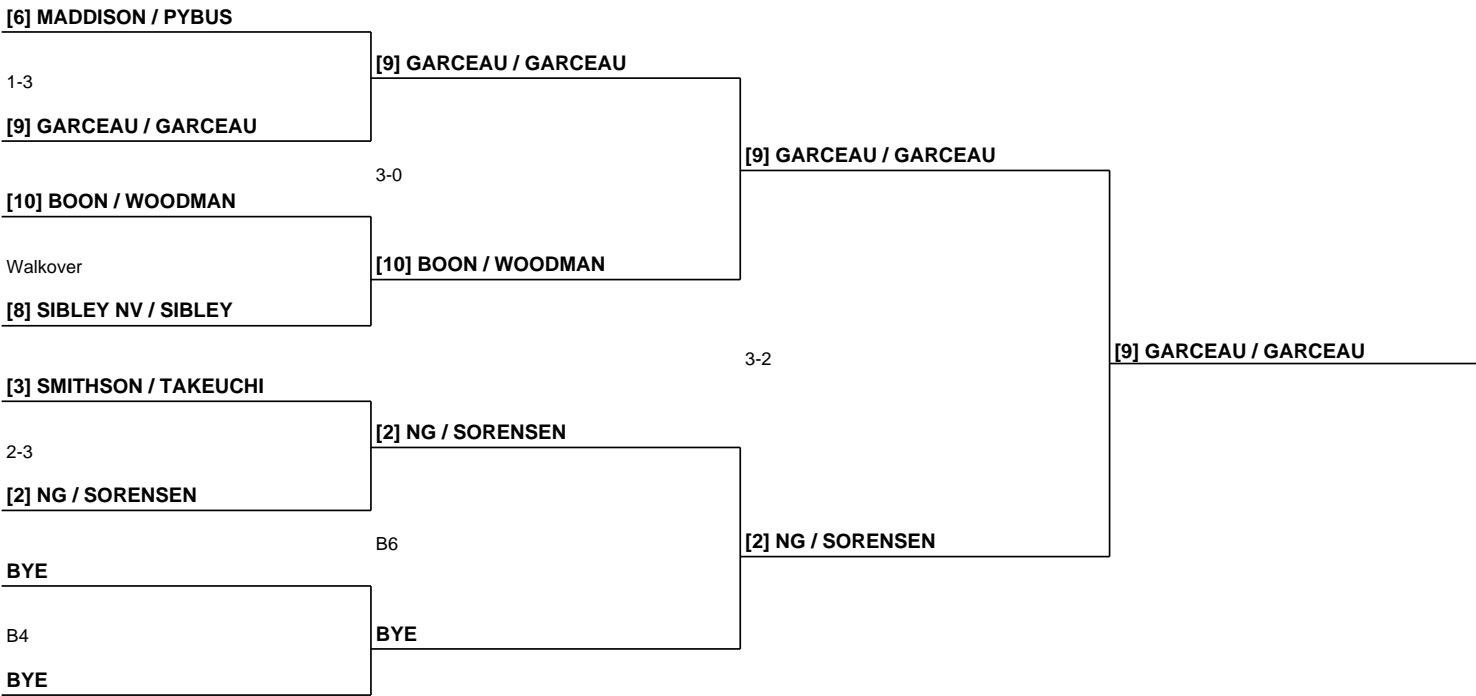 [6] MADDISON / PYBUS
[9] GARCEAU / GARCEAU
1-3
[9] GARCEAU / GARCEAU
[9] GARCEAU / GARCEAU
3-0
[10] BOON / WOODMAN
Walkover
[10] BOON / WOODMAN
[8] SIBLEY NV / SIBLEY
[9] GARCEAU / GARCEAU
3-2
[3] SMITHSON / TAKEUCHI
[2] NG / SORENSEN
2-3
[2] NG / SORENSEN
B6
[2] NG / SORENSEN
BYE
B4
BYE
BYE